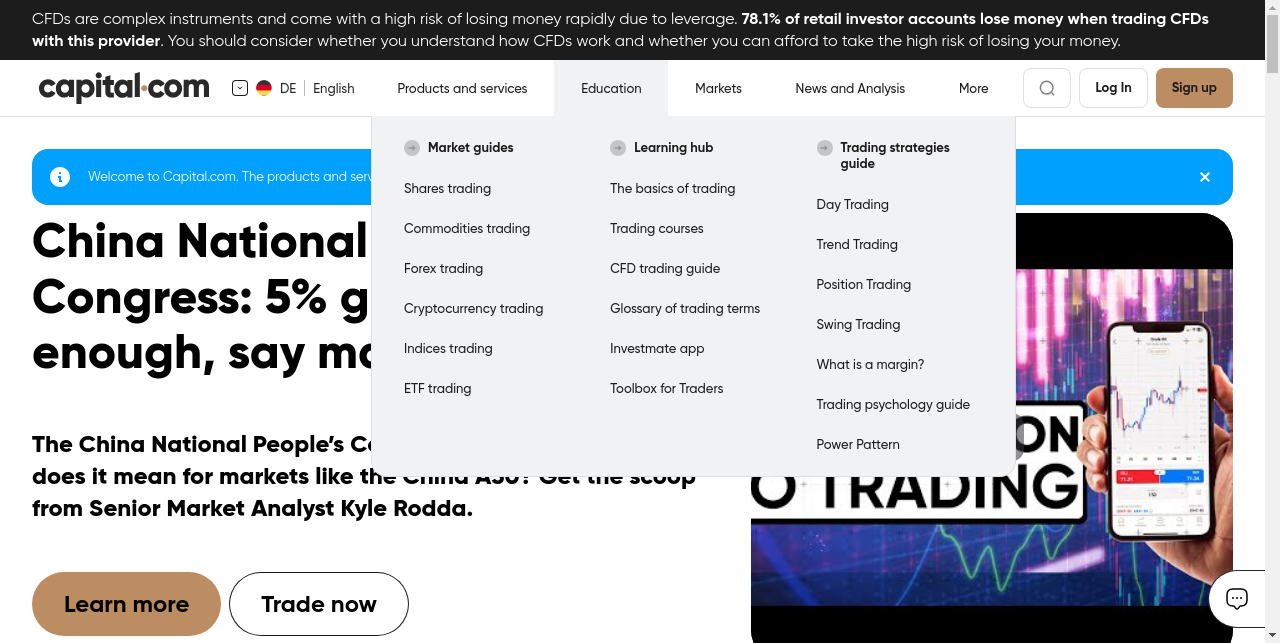 CFDs are complex instruments and come with a high risk of losing money rapidly due to leverage. 78.1% of retail investor accounts lose money when trading CFDs
with this provider. You should consider whether you understand how CFDs work and whether you can afford to take the high risk of losing your money.
capital.com
DE
English
Products and services
Education
Markets
News and Analysis
More
Log In
Sign up
Market guides
Shares trading
Commodities trading
Forex trading
Cryptocurrency trading
Indices trading
ETF trading
Learning hub
The basics of trading
Trading courses
CFD trading guide
Glossary of trading terms
Investmate app
Toolbox for Traders
Trading strategies
guide
Day Trading
Trend Trading
Position Trading
Swing Trading
What is a margin?
Trading psychology guide
Power Pattern
Welcome to Capital.com. The products and serv
China National
Congress: 5% g
enough, say ma
The China National People's Co
does it mean for markets like the China A50? Get the scoop
from Senior Market Analyst Kyle Rodda.
Learn more
Trade now
ON
O TRADING